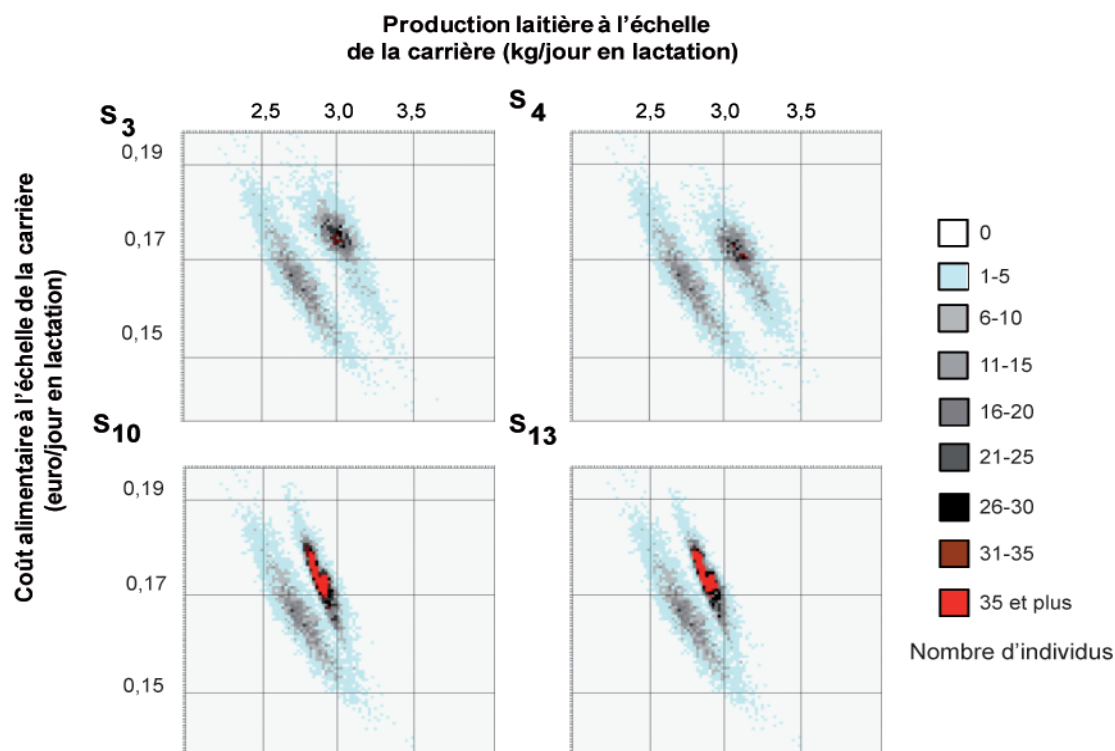 Production laitière à l'échelle
de la carrière (kg/jour en lactation)
S3
2,5 3,0 3,5
S4
2,5 3,0 3,5
Coût alimentaire à l'échelle de la carrière
(euro/jour en lactation)
0,19
0,17
0,15
S10
S13
0,19
0,17
0,15
0
1-5
6-10
11-15
16-20
21-25
26-30
31-35
35 et plus
Nombre d'individus